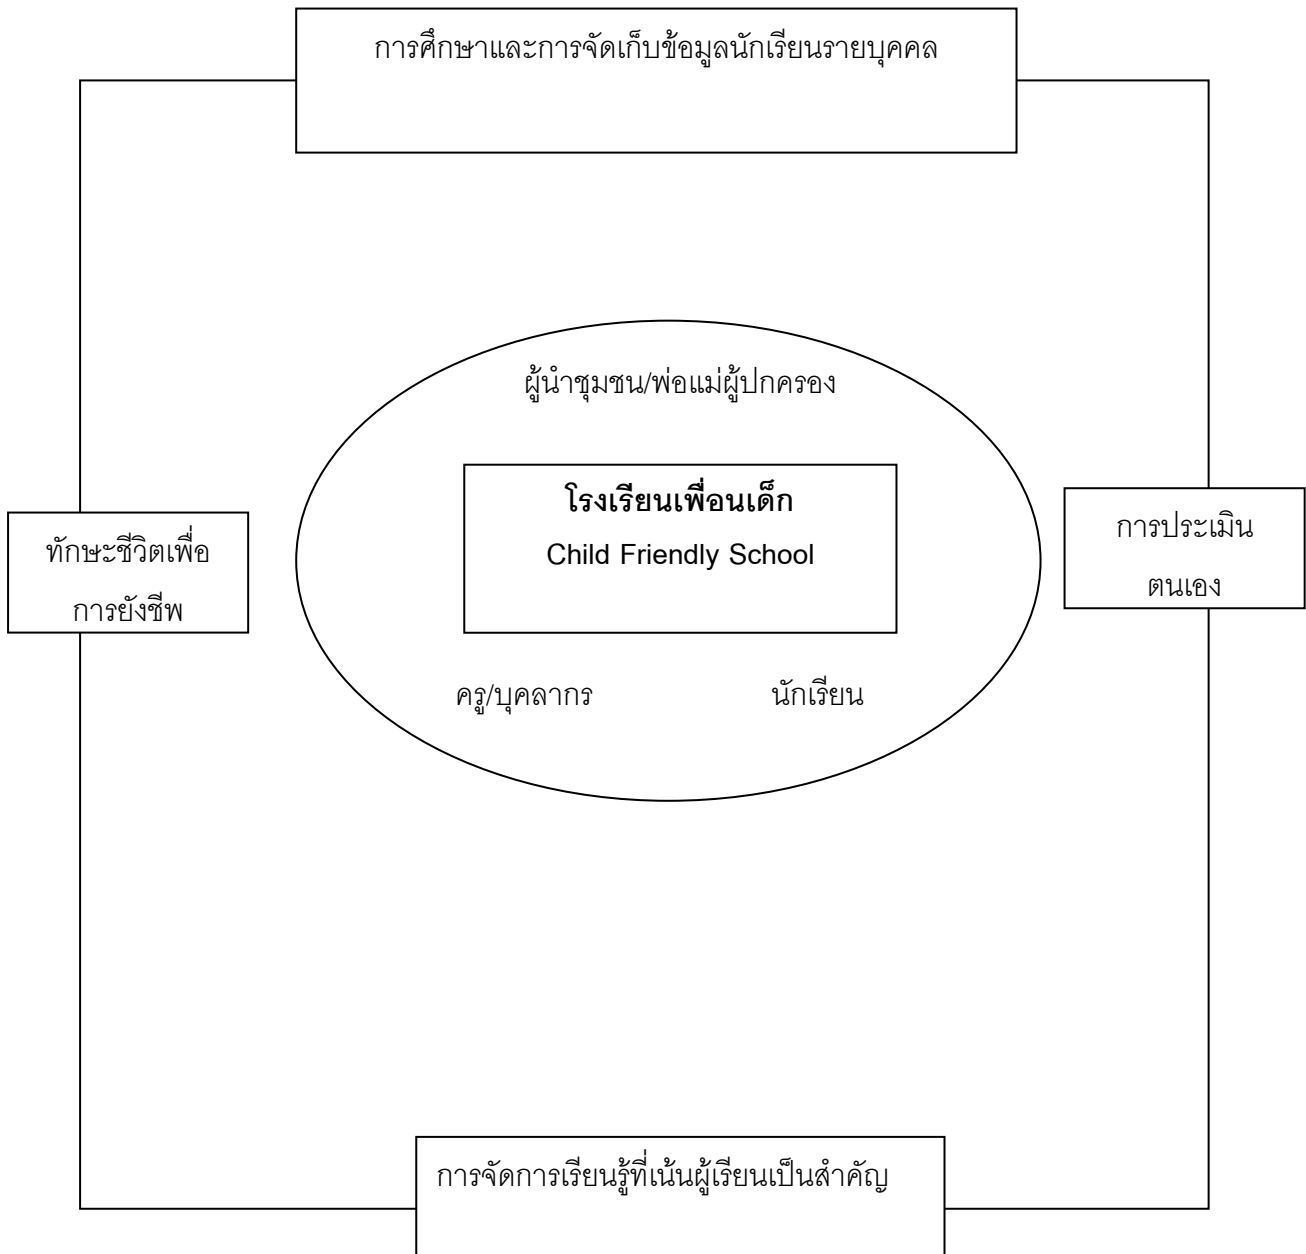 การศึกษาและการจัดเก็บข้อมูลนักเรียนรายบุคคล
ผู้นำชุมชน/พ่อแม่ผู้ปกครอง
โรงเรียนเพื่อนเด็ก
Child Friendly School
ทักษะชีวิตเพื่อ
การยังชีพ
การประเมิน
ตนเอง
ครู/บุคลากร
นักเรียน
การจัดการเรียนรู้ที่เน้นผู้เรียนเป็นสำคัญ